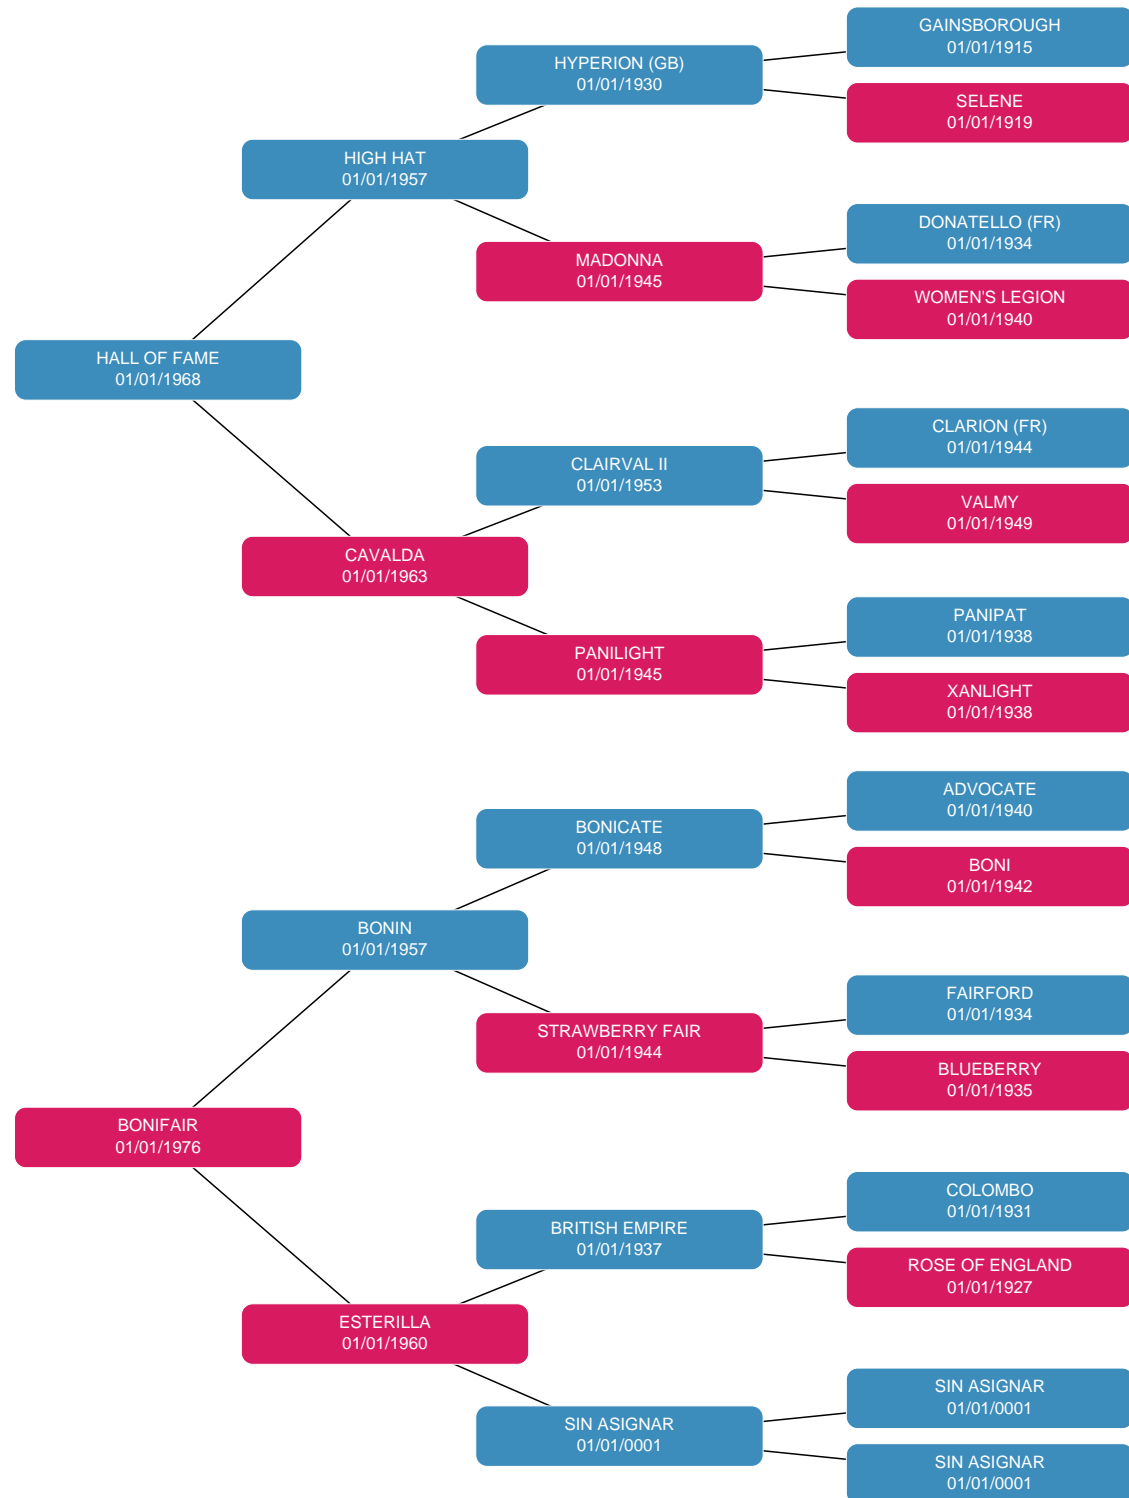 GAINSBOROUGH
01/01/1915
HYPERION (GB)
01/01/1930
SELENE
01/01/1919
HIGH HAT
01/01/1957
DONATELLO (FR)
01/01/1934
MADONNA
01/01/1945
WOMEN'S LEGION
01/01/1940
HALL OF FAME
01/01/1968
CLARION (FR)
01/01/1944
CLAIRVAL II
01/01/1953
VALMY
01/01/1949
CAVALDA
01/01/1963
PANIPAT
01/01/1938
PANILIGHT
01/01/1945
XANLIGHT
01/01/1938
ADVOCATE
01/01/1940
BONICATE
01/01/1948
BONI
01/01/1942
BONIN
01/01/1957
FAIRFORD
01/01/1934
STRAWBERRY FAIR
01/01/1944
BLUEBERRY
01/01/1935
BONIFAIR
01/01/1976
COLOMBO
01/01/1931
BRITISH EMPIRE
01/01/1937
ROSE OF ENGLAND
01/01/1927
ESTERILLA
01/01/1960
SIN ASIGNAR
01/01/0001
SIN ASIGNAR
01/01/0001
SIN ASIGNAR
01/01/0001